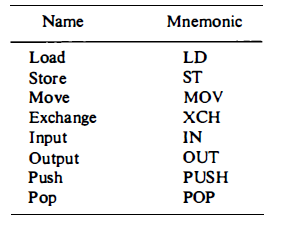 Name Mnemonic
Load LD
Store ST
Move MOV
Exchange XCH
Input IN
Output OUT
Push PUSH
Pop POP